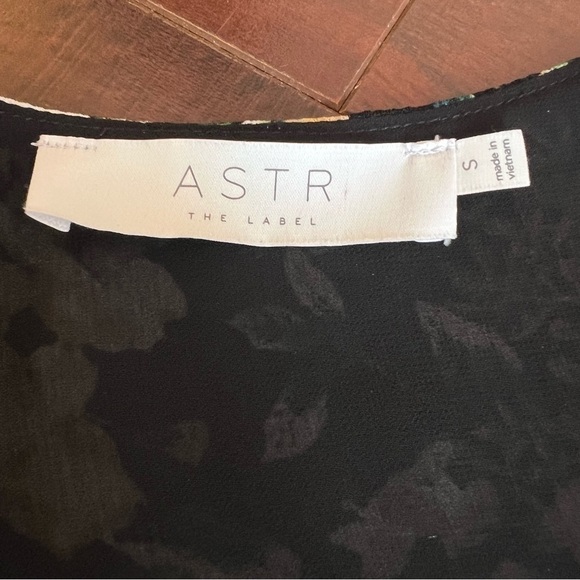 ASTR
THE LABEL
S
made in
vietnam